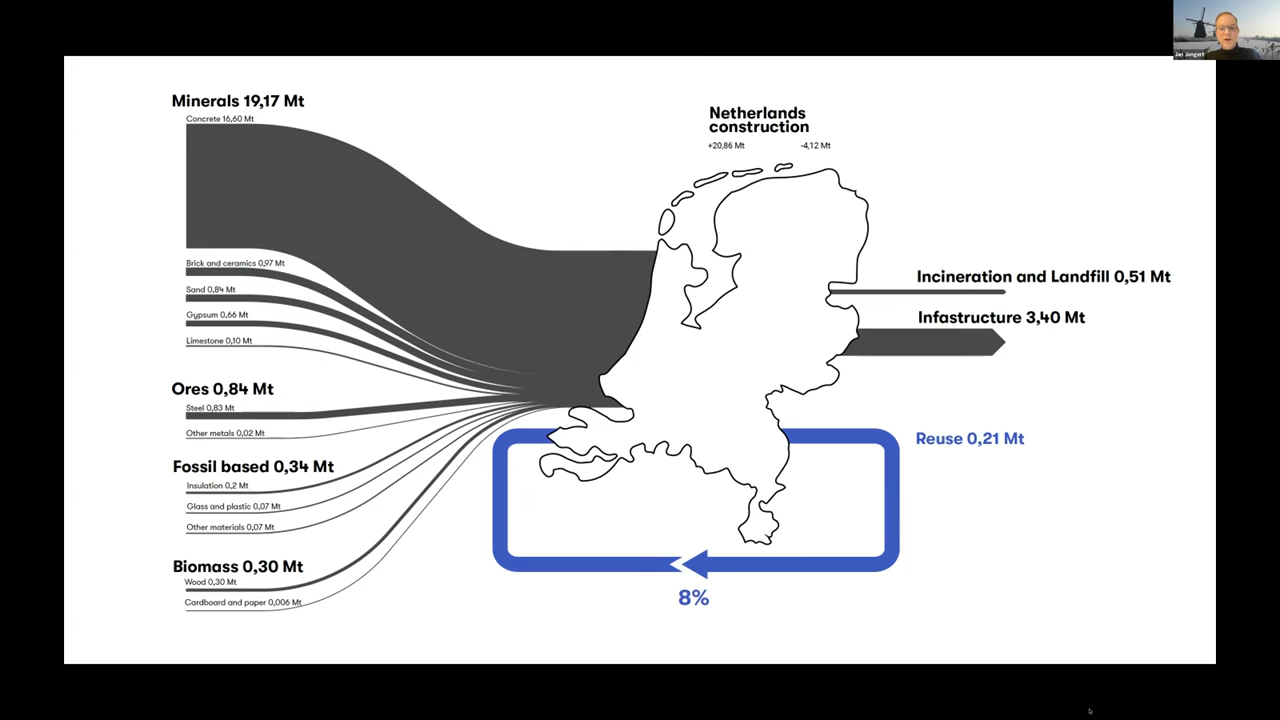 Jan Jongert
Minerals 19,17 Mt
Concrete 16,60 Mt
Brick and ceramics 0,97 Mt
Sand 0,84 Mt
Gypsum 0,66 Mt
Limestone 0,10 Mt
Ores 0,84 Mt
Steel 0,83 Mt
Other metals 0,02 Mt
Fossil based 0,34 Mt
Insulation 0,2 Mt
Glass and plastic 0,07 Mt
Other materials 0,07 Mt
Biomass 0,30 Mt
Wood 0,30 Mt
Cardboard and paper 0,006 Mt
Netherlands
construction
+20,86 Mt -4,12 Mt
Incineration and Landfill 0,51 Mt
Infastructure 3,40 Mt
Reuse 0,21 Mt
8%